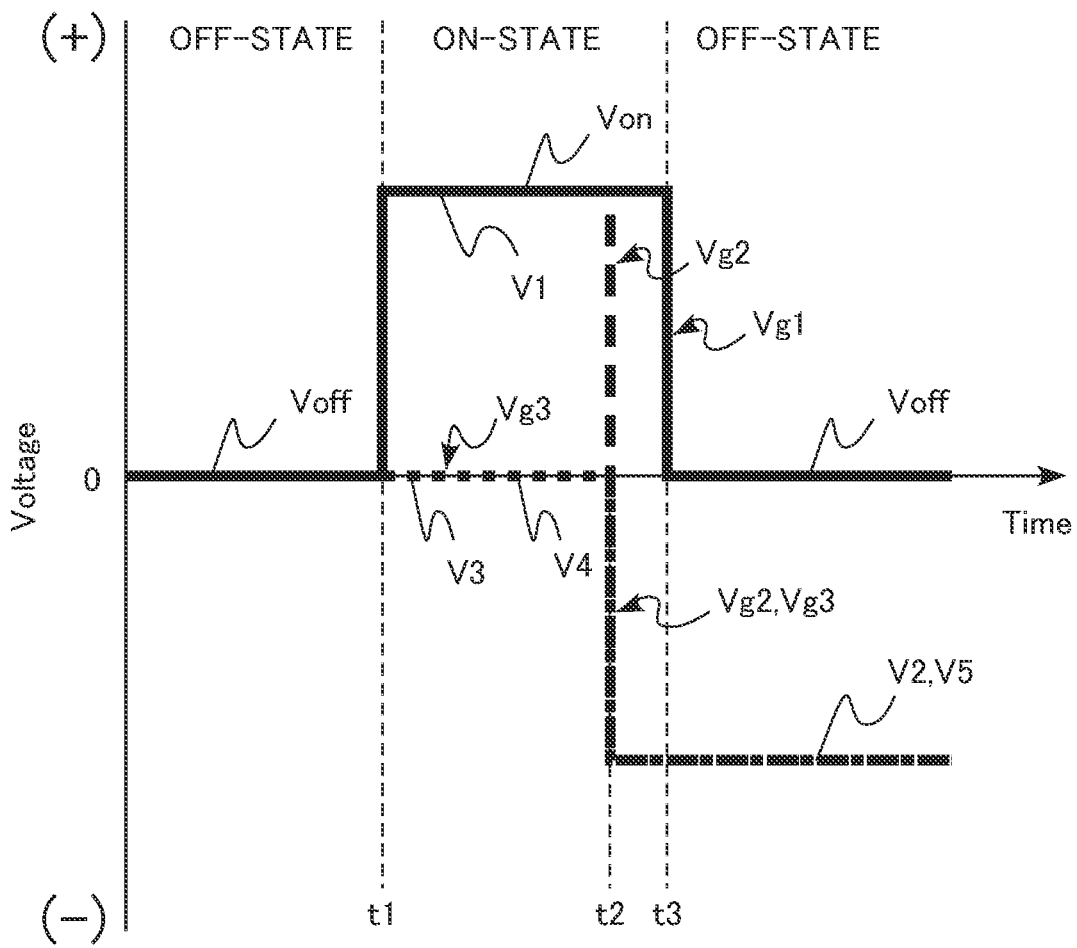 (+)
OFF-STATE
ON-STATE
OFF-STATE
Von
V1
Vg2
Vg1
Voff
Vg3
Voff
Voltage
0
Time
V3
V4
Vg2,Vg3
V2,V5
(-)
t1
t2
t3